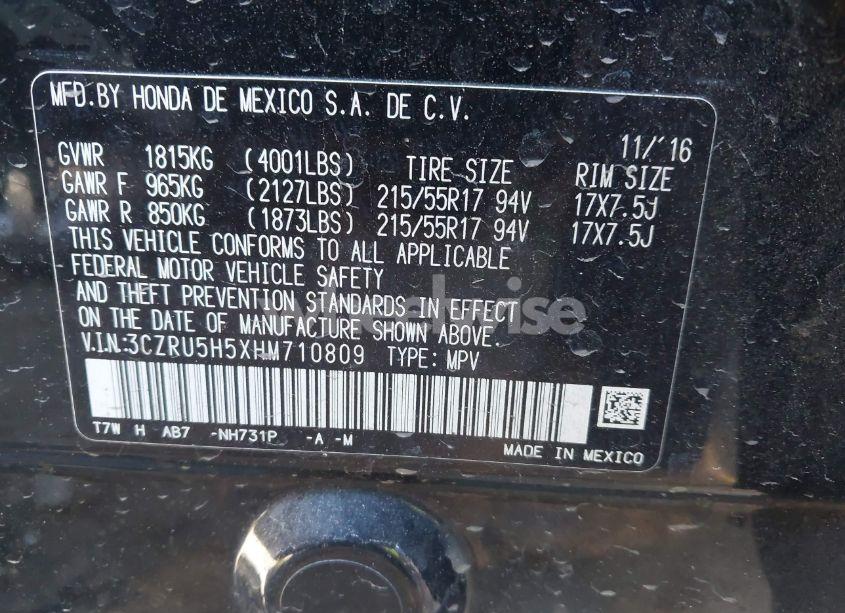 MFD.BY HONDA DE MEXICO S.A. DE C.V.
11/'16
GVWR 1815KG (4001LBS) TIRE SIZE RIM SIZE
GAWR F 965KG (2127LBS) 215/55R17 94V 17X7.5J
GAWR R 850KG (1873LBS) 215/55R17 94V 17X7.5J
THIS VEHICLE CONFORMS TO ALL APPLICABLE
FEDERAL MOTOR VEHICLE SAFETY
AND THEFT PREVENTION STANDARDS IN EFFECT
ON THE DATE OF MANUFACTURE SHOWN ABOVE.
V.I.N:3CZRU5H5XHM710809 TYPE: MPV
T7W H AB7 -NH731P -A -M
MADE IN MEXICO